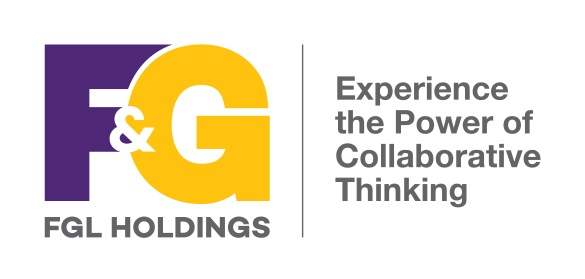 F&G
FGL HOLDINGS
Experience
the Power of
Collaborative
Thinking